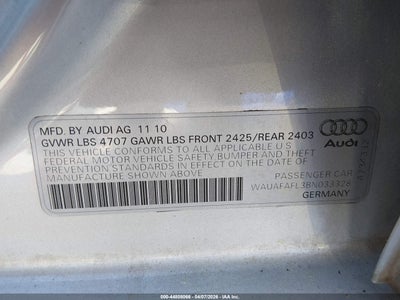 MFD. BY AUDI AG 11 10
GVWR LBS 4707 GAWR LBS FRONT 2425/REAR 2403
THIS VEHICLE CONFORMS TO ALL APPLICABLE
FEDERAL MOTOR VEHICLE SAFETY BUMPER AND THEFT
PREVENTION STANDARDS IN EFFECT ON THE DATE OF
MANUFACTURE SHOWN ABOVE
PASSENGER CAR
WAUAFAFL3BN033328
GERMANY
Audi
000-44808066 - 04/07/2026 - IAA Inc.